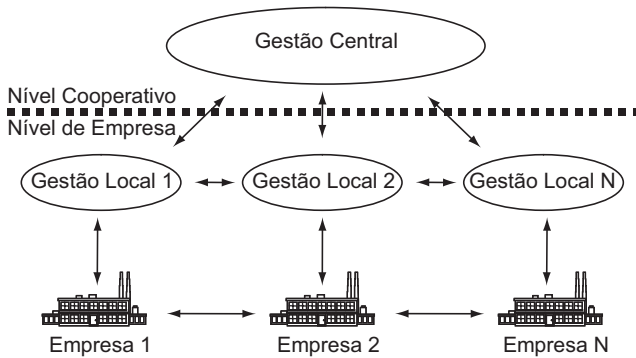 Gestão Central
Nível Cooperativo
Nível de Empresa
Gestão Local 1
Gestão Local 2
Gestão Local N
Empresa 1
Empresa 2
Empresa N